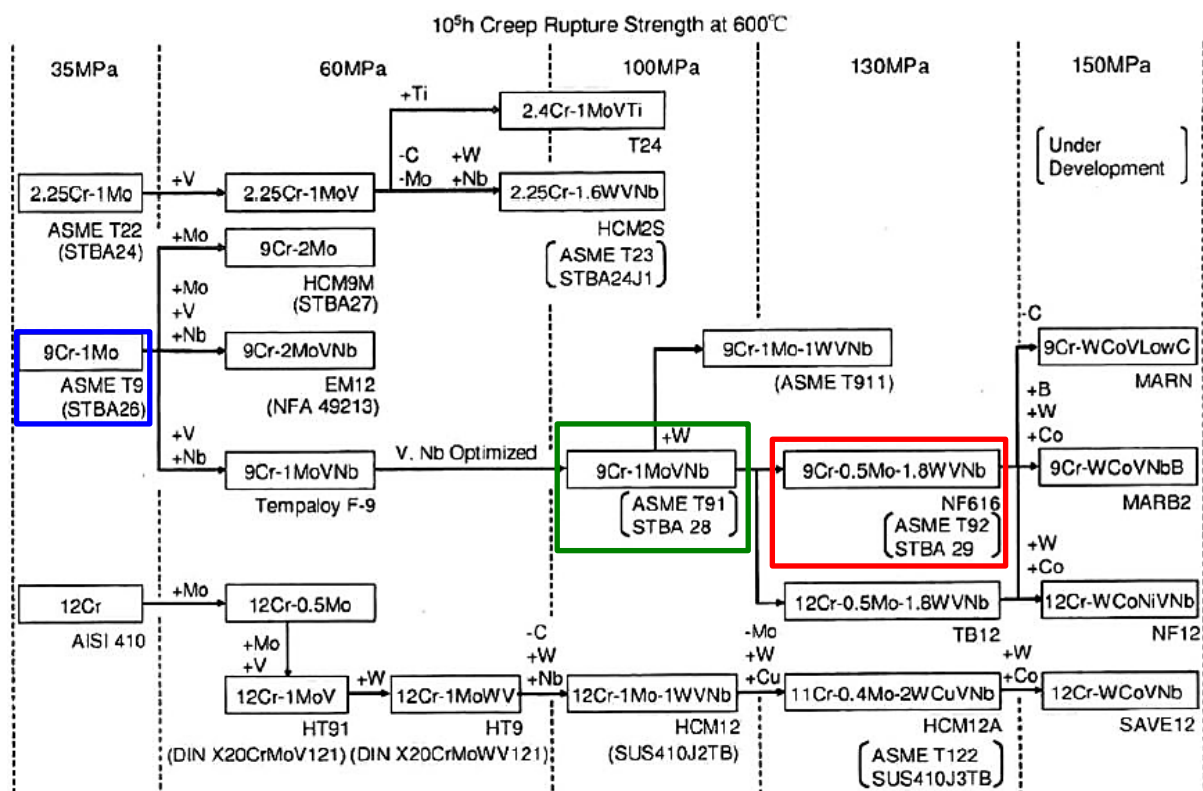 10⁵h Creep Rupture Strength at 600℃
35MPa
60MPa
100MPa
130MPa
150MPa
+Ti
2.4Cr-1MoVTi
T24
Under
Development
-C +W
-Mo +Nb
2.25Cr-1Mo
+V
2.25Cr-1MoV
2.25Cr-1.6WVNb
ASME T22
(STBA24)
HCM2S
ASME T23
STBA24J1
+Mo
9Cr-2Mo
HCM9M
(STBA27)
+Mo
+V
+Nb
9Cr-1Mo
ASME T9
(STBA26)
9Cr-2MoVNb
EM12
(NFA 49213)
9Cr-1Mo-1WVNb
(ASME T911)
-C
9Cr-WCoVLowC
MARN
+V
+Nb
9Cr-1MoVNb
Tempaloy F-9
V. Nb Optimized
+W
9Cr-1MoVNb
ASME T91
STBA 28
9Cr-0.5Mo-1.8WVNb
NF616
ASME T92
STBA 29
+B
+W
+Co
9Cr-WCoVNbB
MARB2
12Cr
AISI 410
+Mo
12Cr-0.5Mo
12Cr-0.5Mo-1.8WVNb
TB12
+W
+Co
12Cr-WCoNiVNb
NF12
+Mo
+V
12Cr-1MoV
HT91
(DIN X20CrMoV121)
+W
12Cr-1MoWV
HT9
(DIN X20CrMoWV121)
-C
+W
+Nb
12Cr-1Mo-1WVNb
HCM12
(SUS410J2TB)
-Mo
+W
+Cu
11Cr-0.4Mo-2WCuVNb
HCM12A
ASME T122
SUS410J3TB
+W
+Co
12Cr-WCoVNb
SAVE12